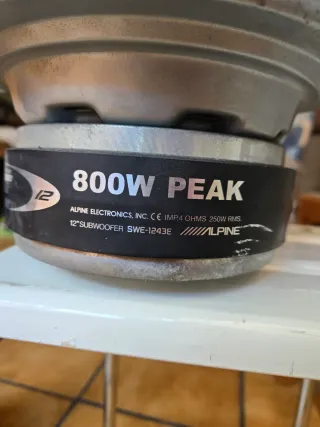 12
800W PEAK
ALPINE ELECTRONICS, INC. CE IMP.4 OHMS 250W RMS.
12" SUBWOOFER SWE-1243E ALPINE